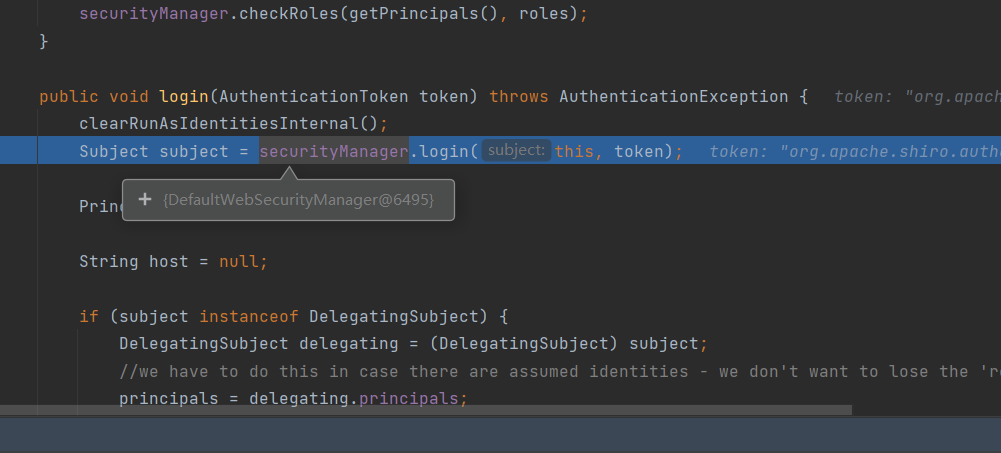 securityManager.checkRoles(getPrincipals(), roles);
}
public void login(AuthenticationToken token) throws AuthenticationException { token: "org.apach
clearRunAsIdentitiesInternal();
Subject subject = securityManager.login( subject: this, token); token: "org.apache.shiro.auth
+ {DefaultWebSecurityManager@6495}
Princ
String host = null;
if (subject instanceof DelegatingSubject) {
DelegatingSubject delegating = (DelegatingSubject) subject;
//we have to do this in case there are assumed identities - we don't want to lose the 're
principals = delegating.principals;